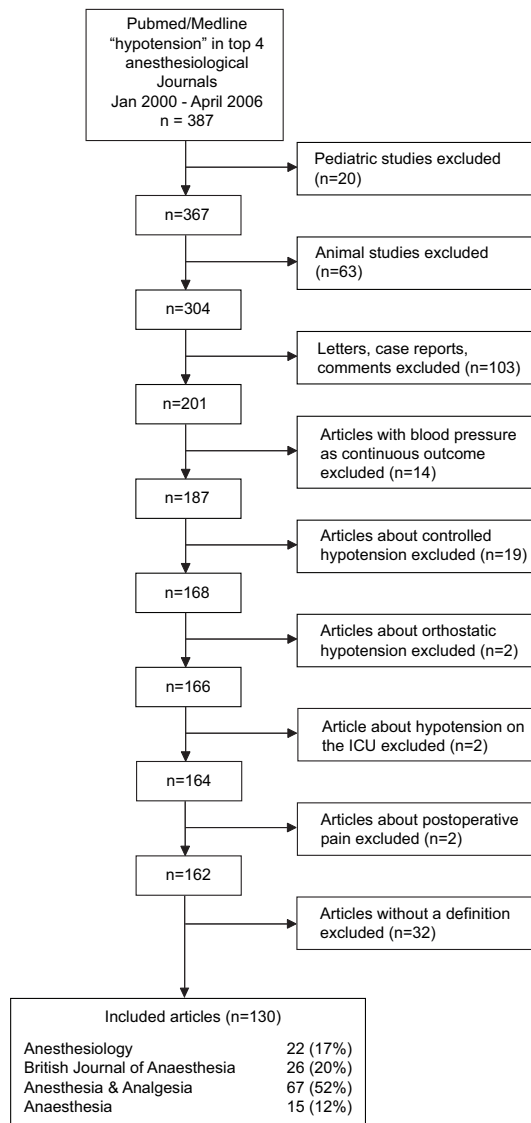 Pubmed/Medline
“hypotension” in top 4
anesthesiological
Journals
Jan 2000 - April 2006
n = 387
Pediatric studies excluded
(n=20)
n=367
Animal studies excluded
(n=63)
n=304
Letters, case reports,
comments excluded (n=103)
n=201
Articles with blood pressure
as continuous outcome
excluded (n=14)
n=187
Articles about controlled
hypotension excluded (n=19)
n=168
Articles about orthostatic
hypotension excluded (n=2)
n=166
Article about hypotension on
the ICU excluded (n=2)
n=164
Articles about postoperative
pain excluded (n=2)
n=162
Articles without a definition
excluded (n=32)
Included articles (n=130)
Anesthesiology 22 (17%)
British Journal of Anaesthesia 26 (20%)
Anesthesia & Analgesia 67 (52%)
Anaesthesia 15 (12%)